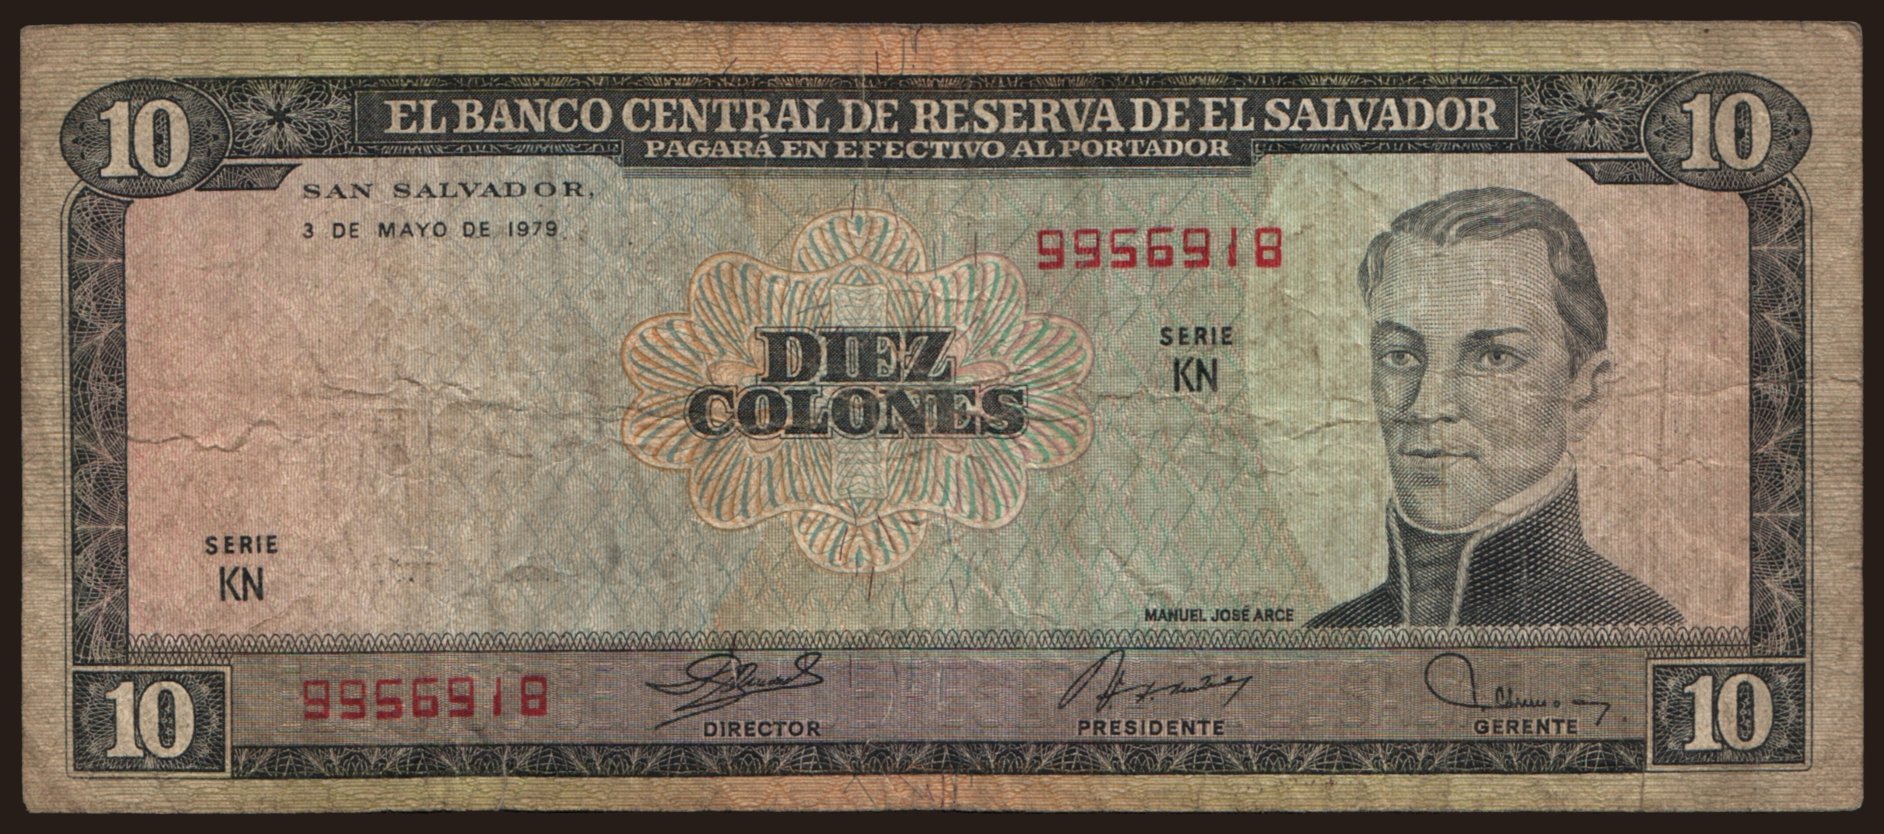 10 EL BANCO CENTRAL DE RESERVA DE EL SALVADOR 10
PAGARÁ EN EFECTIVO AL PORTADOR
SAN SALVADOR,
3 DE MAYO DE 1979.
9956918
DIEZ
COLONES
SERIE
KN
SERIE
KN
MANUEL JOSÉ ARCE
10 9956918 10
DIRECTOR PRESIDENTE GERENTE